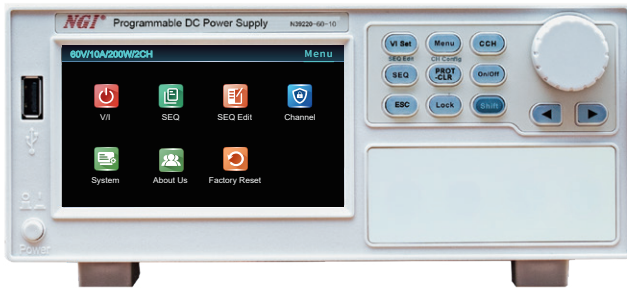 NGI® Programmable DC Power Supply N39220-60-10
60V/10A/200W/2CH Menu
V/I SEQ SEQ Edit Channel
System About Us Factory Reset
Power
VI Set Menu CCH
SEQ Edit CH Config
SEQ PROT -CLR On/Off
ESC Lock Shift